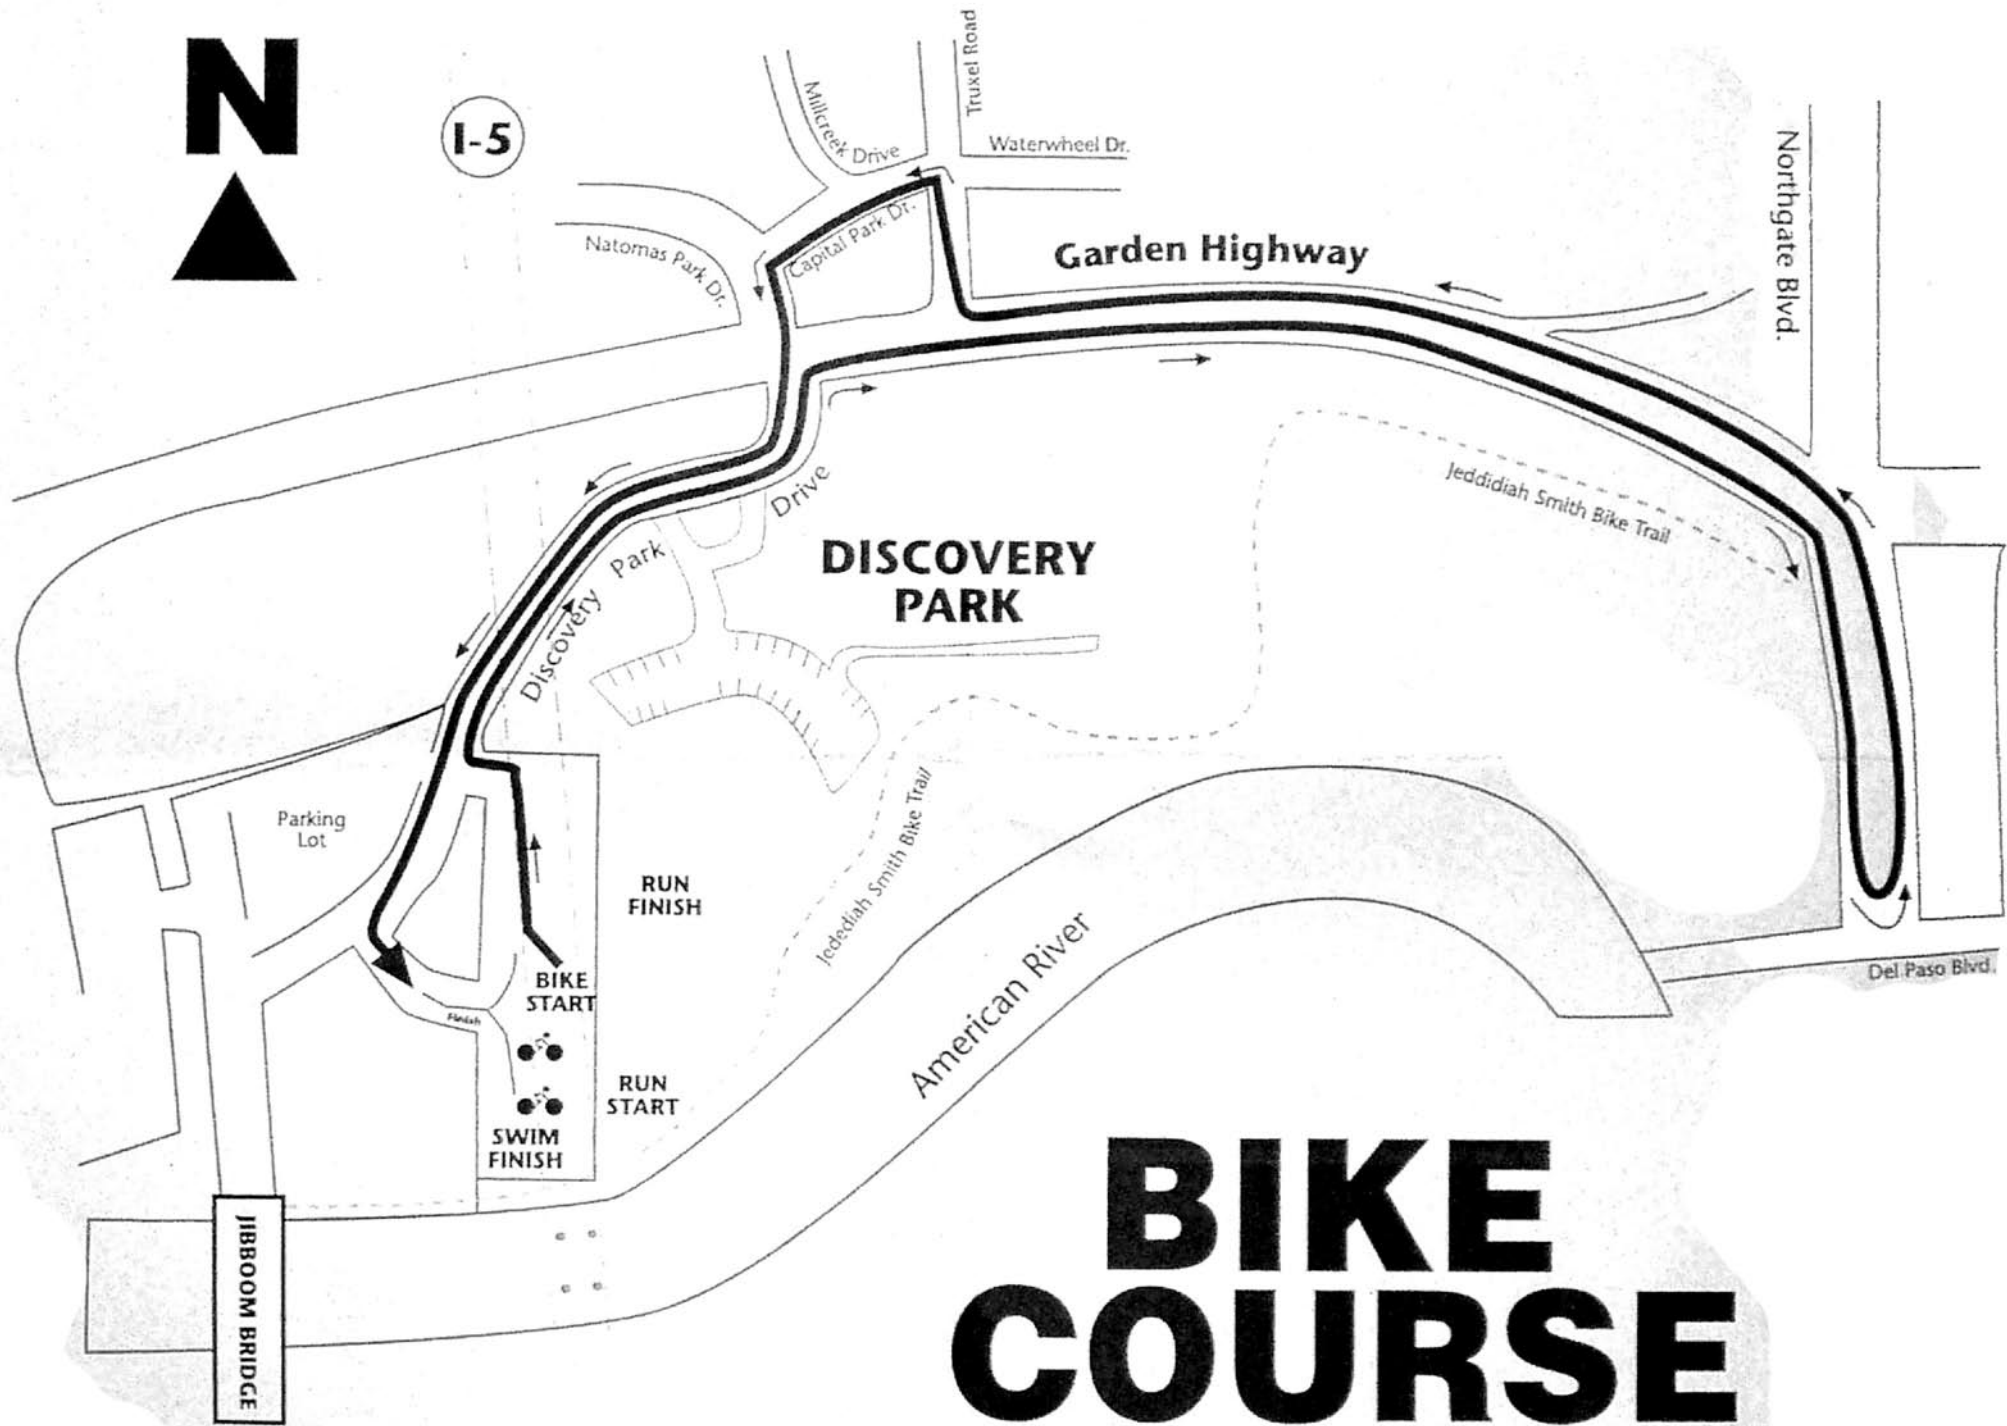 N
I-5
Millcreek Drive
Truxel Road
Waterwheel Dr.
Natomas Park Dr.
Capital Park Dr.
Garden Highway
Northgate Blvd.
Jeddidiah Smith Bike Trail
Discovery Park Drive
DISCOVERY
PARK
Parking
Lot
RUN
FINISH
Jedediah Smith Bike Trail
American River
Del Paso Blvd.
BIKE
START
Finish
RUN
START
SWIM
FINISH
JIBBOOM BRIDGE
BIKE
COURSE